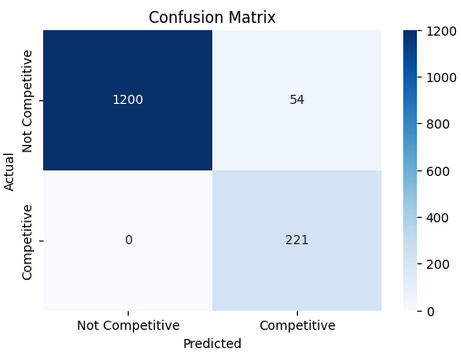 Confusion Matrix
Actual
Not Competitive
Competitive
1200
54
0
221
Not Competitive
Competitive
Predicted
1200
1000
800
600
400
200
0